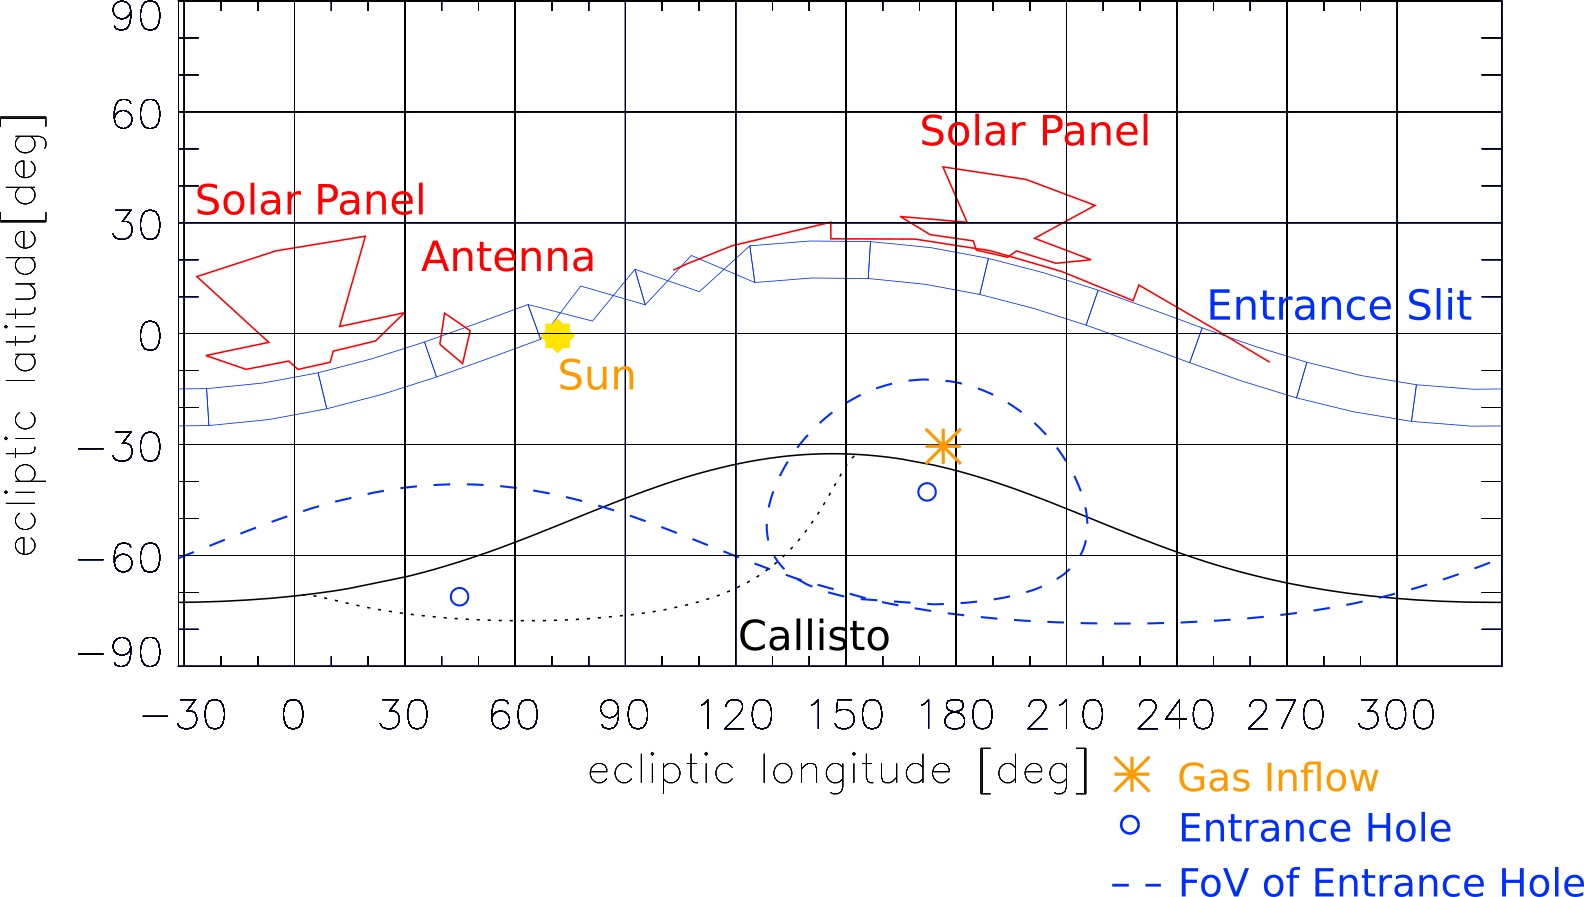 90
60
30
0
−30
−60
−90
ecliptic latitude[deg]
Solar Panel
Solar Panel
Antenna
Entrance Slit
Sun
Callisto
−30 0 30 60 90 120 150 180 210 240 270 300
ecliptic longitude [deg]
Gas Inflow
Entrance Hole
FoV of Entrance Hole